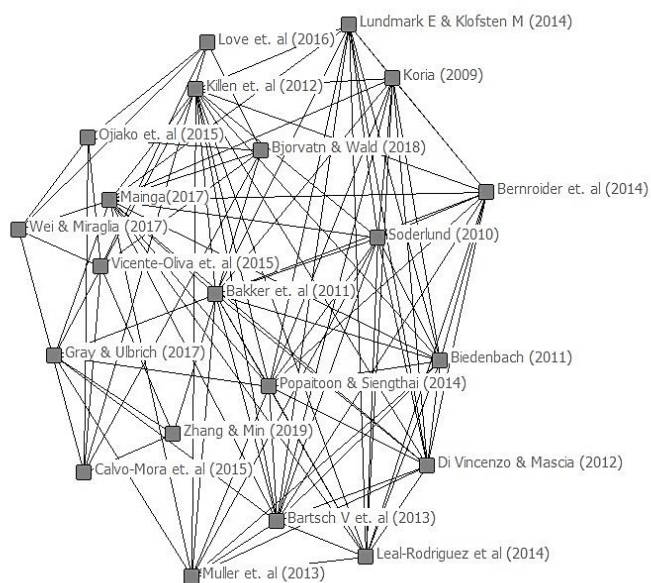 Lundmark E & Klofsten M (2014)
Love et. al (2016)
Koria (2009)
Killen et. al (2012)
Ojiako et. al (2015)
Bjorvatn & Wald (2018)
Bernroider et. al (2014)
Mainga(2017)
Wei & Miraglia (2017)
Soderlund (2010)
Vicente-Oliva et. al (2015)
Bakker et. al (2011)
Gray & Ulbrich (2017)
Biedenbach (2011)
Popaitoon & Siengthai (2014)
Zhang & Min (2019)
Di Vincenzo & Mascia (2012)
Calvo-Mora et. al (2015)
Bartsch V et. al (2013)
Leal-Rodriguez et al (2014)
Muller et. al (2013)